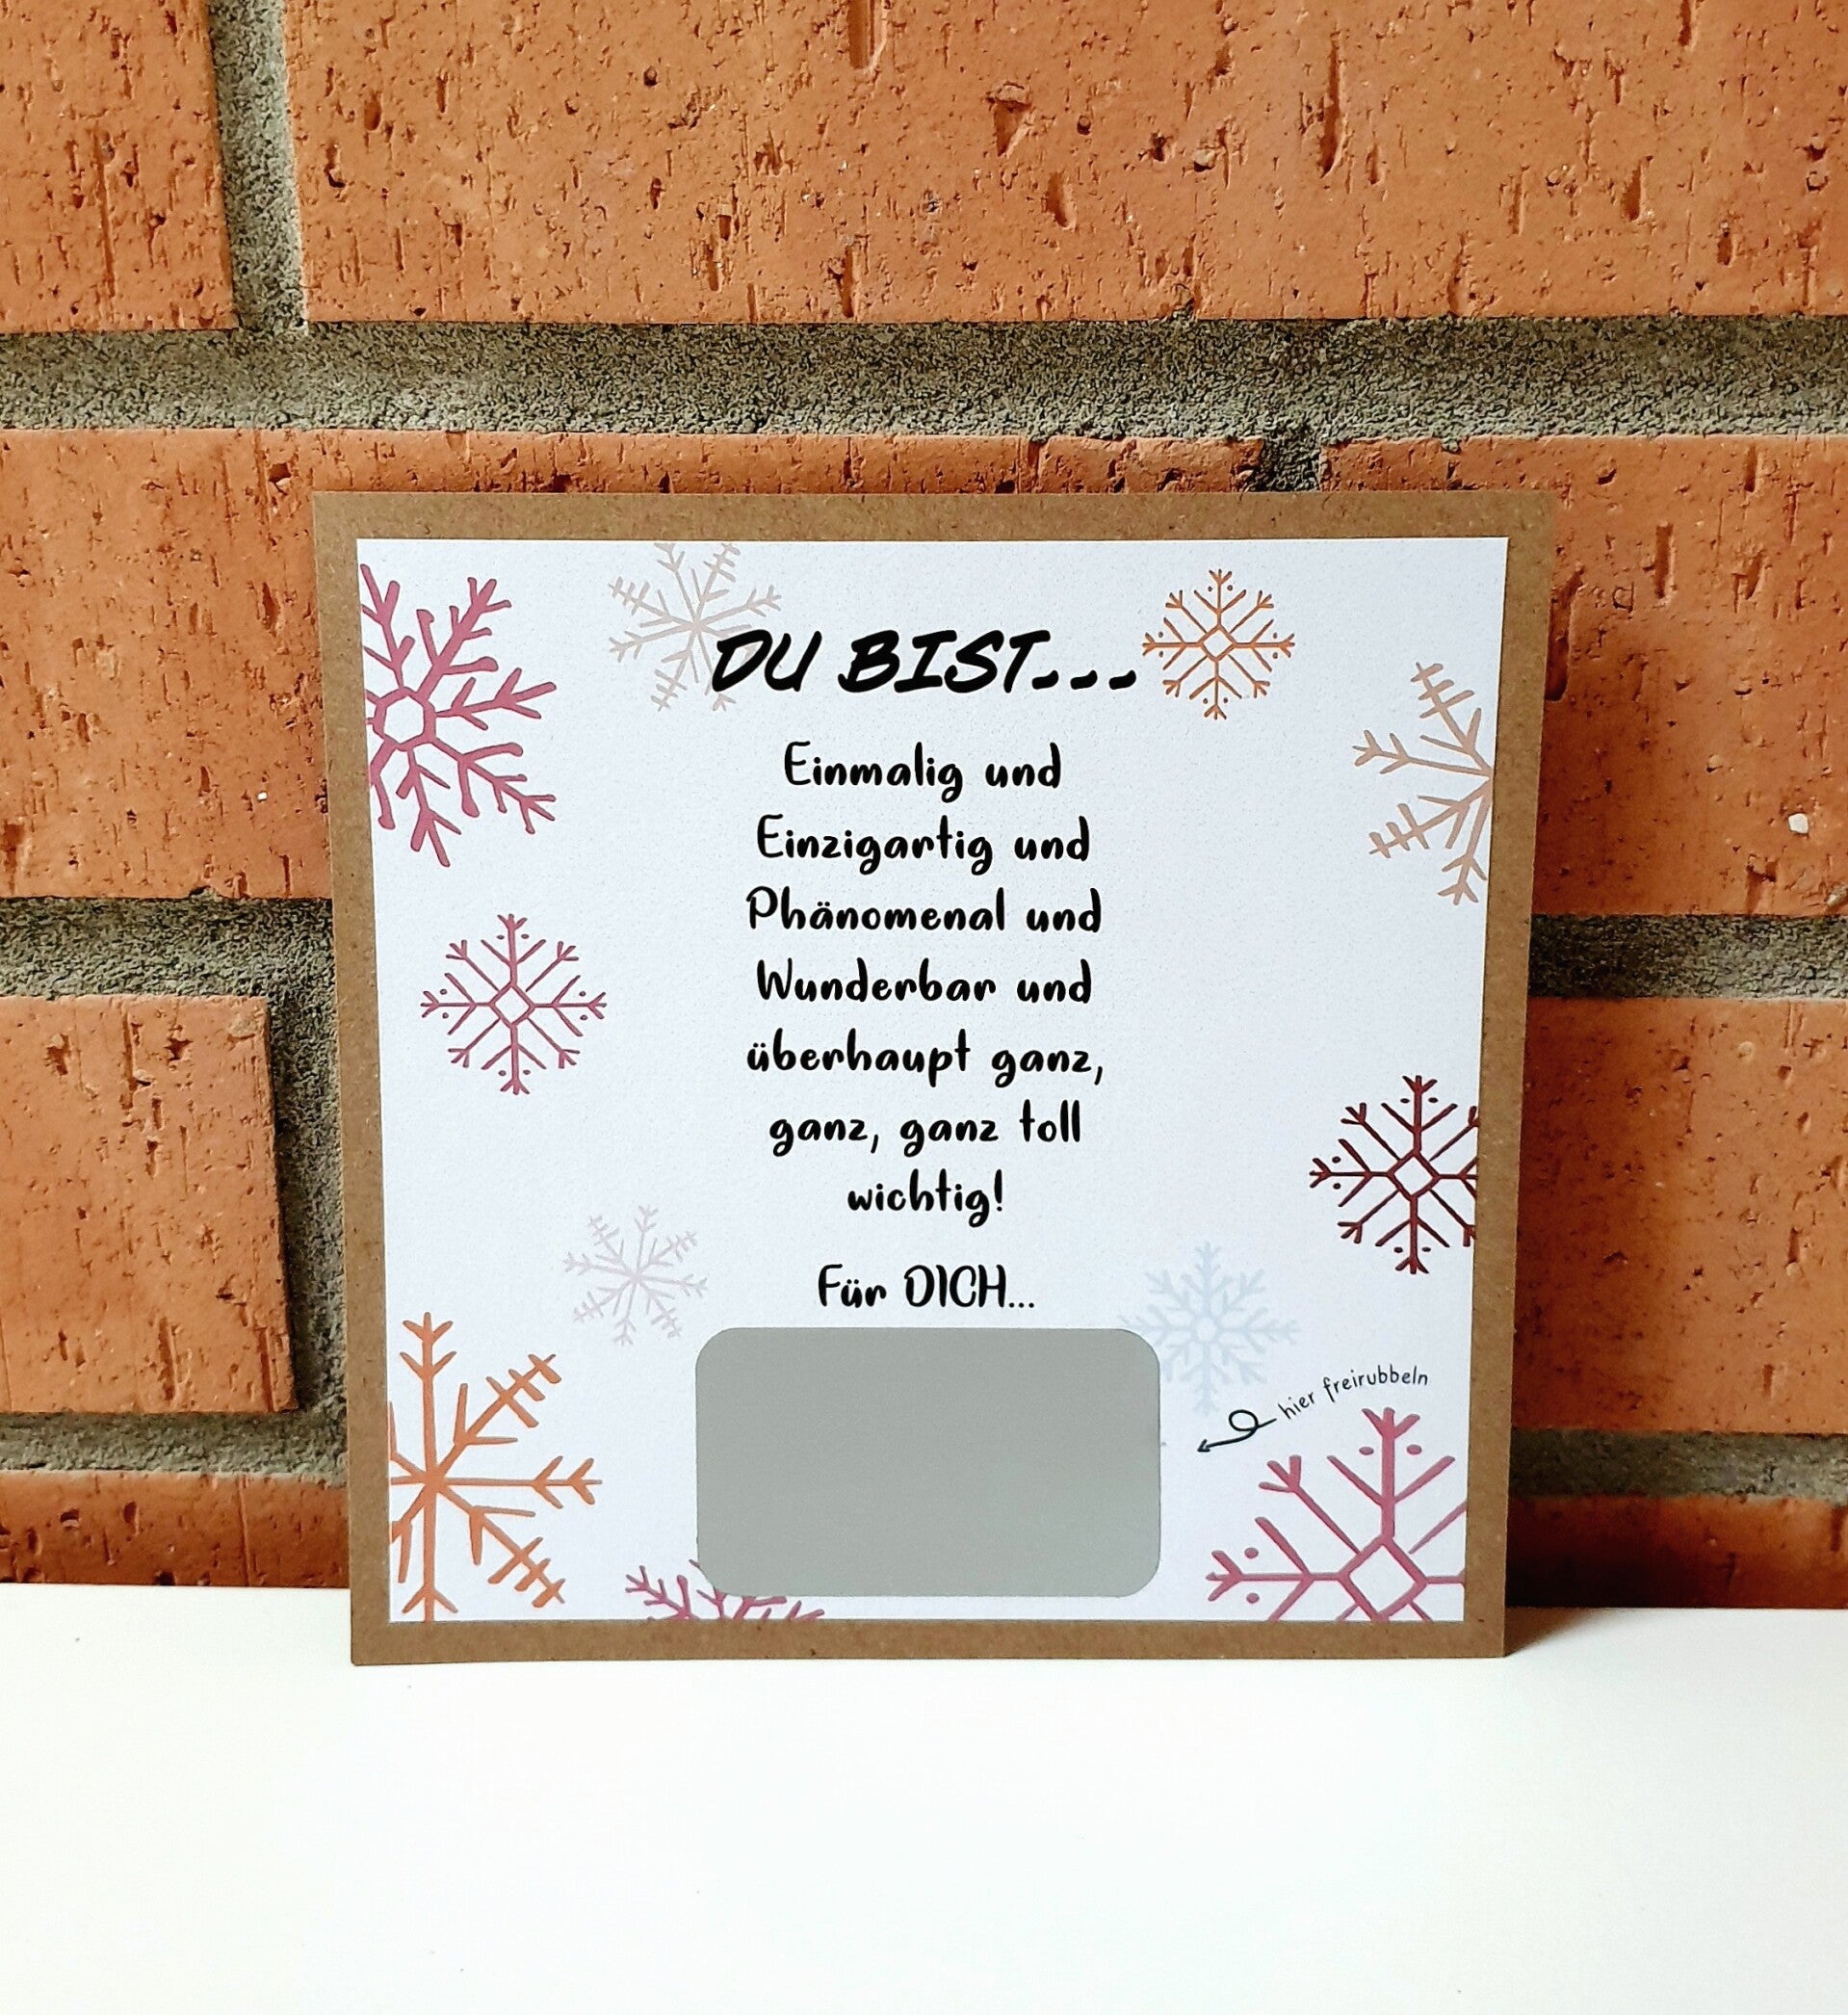 DU BIST...
Einmalig und
Einzigartig und
Phänomenal und
Wunderbar und
überhaupt ganz,
ganz, ganz toll
wichtig!
Für DICH...
hier freirubbeln